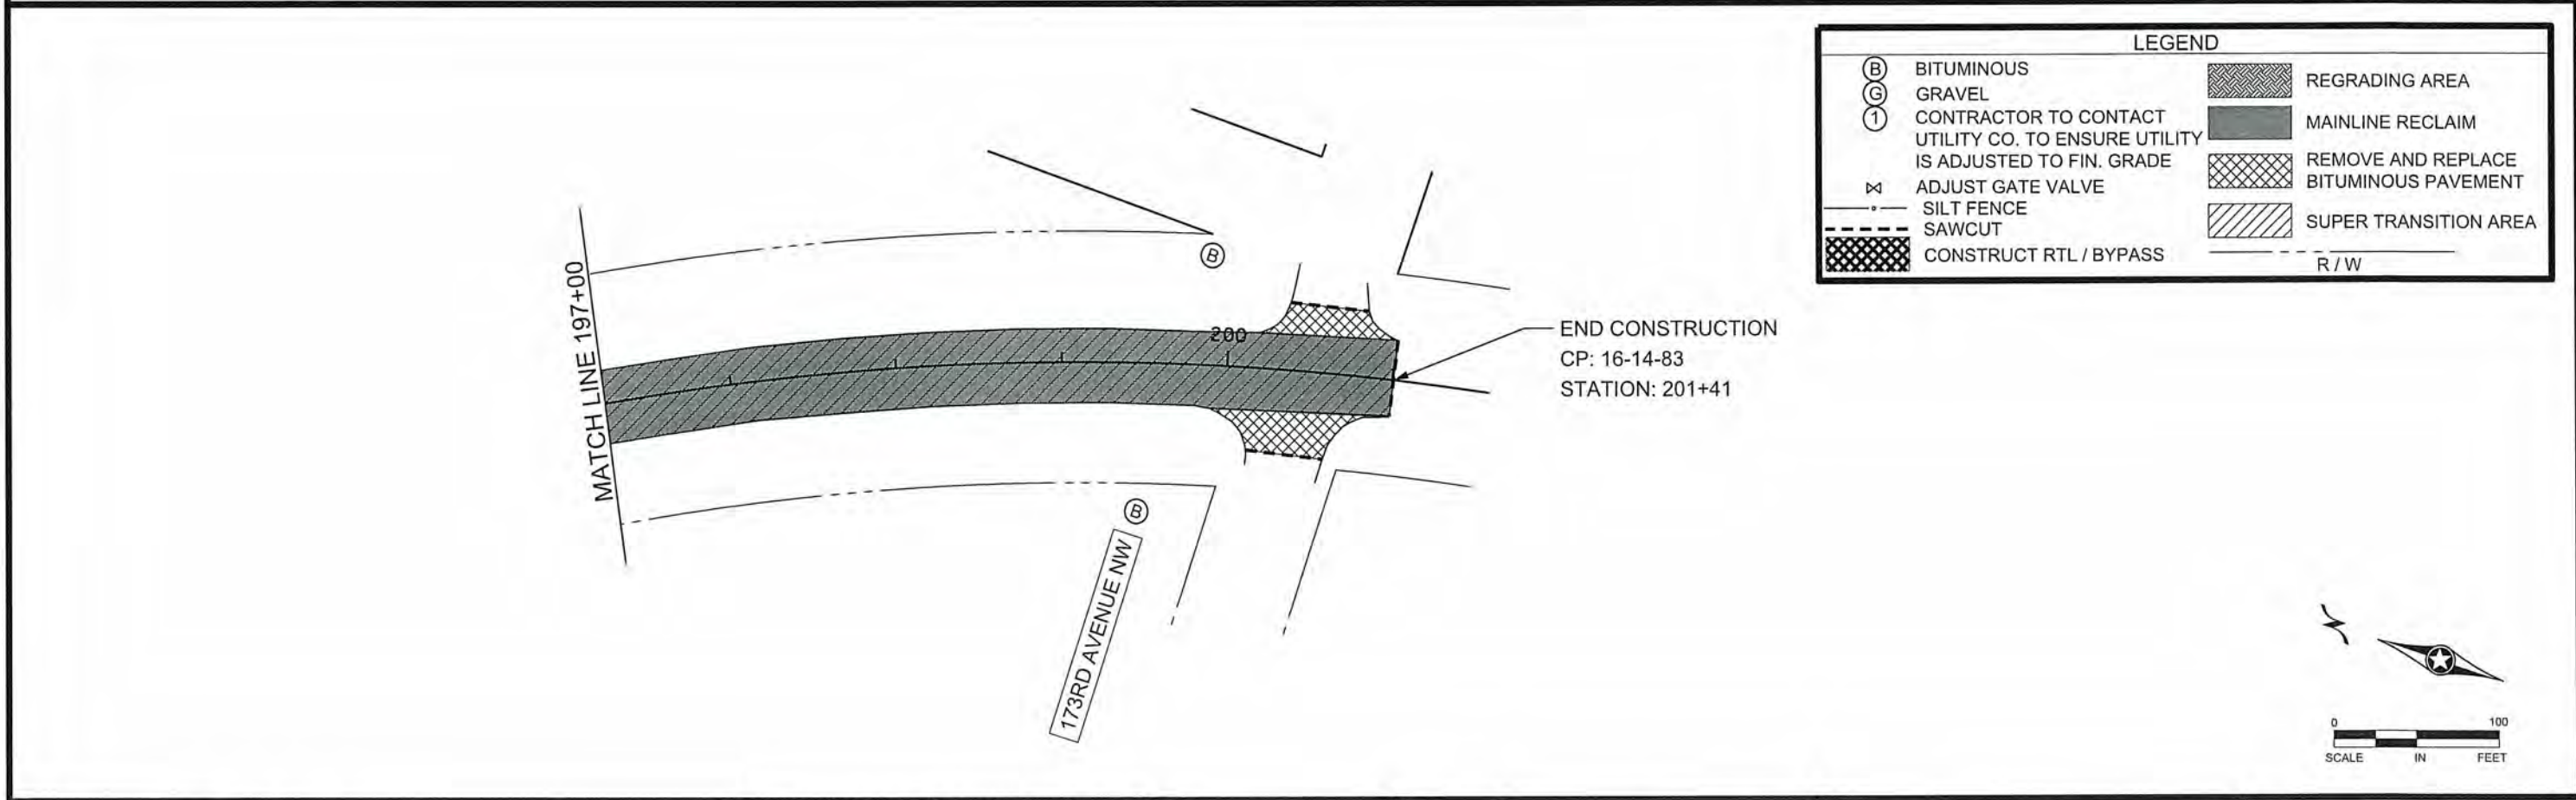 LEGEND
B BITUMINOUS
G GRAVEL
1 CONTRACTOR TO CONTACT
UTILITY CO. TO ENSURE UTILITY
IS ADJUSTED TO FIN. GRADE
ADJUST GATE VALVE
SILT FENCE
SAWCUT
CONSTRUCT RTL / BYPASS
REGRADING AREA
MAINLINE RECLAIM
REMOVE AND REPLACE
BITUMINOUS PAVEMENT
SUPER TRANSITION AREA
R / W
MATCH LINE 197+00
B
200
END CONSTRUCTION
CP: 16-14-83
STATION: 201+41
B
173RD AVENUE NW
N
0 100
SCALE IN FEET